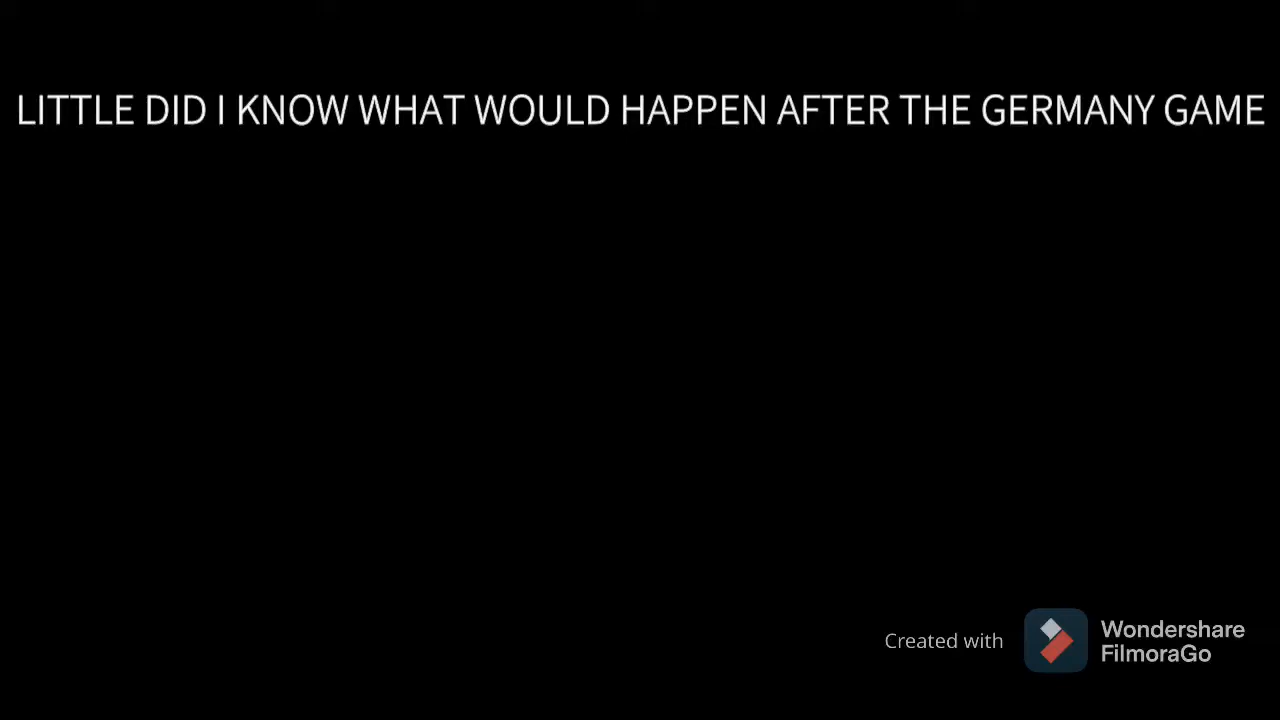 LITTLE DID I KNOW WHAT WOULD HAPPEN AFTER THE GERMANY GAME
Created with
Wondershare
FilmoraGo